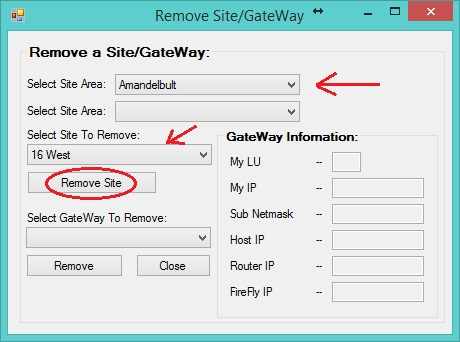 Remove Site/GateWay
Remove a Site/GateWay:
Select Site Area: Amandelbult
Select Site Area:
Select Site To Remove:
16 West
Remove Site
Select GateWay To Remove:
Remove Close
GateWay Infomation:
My LU --
My IP --
Sub Netmask --
Host IP --
Router IP --
FireFly IP --